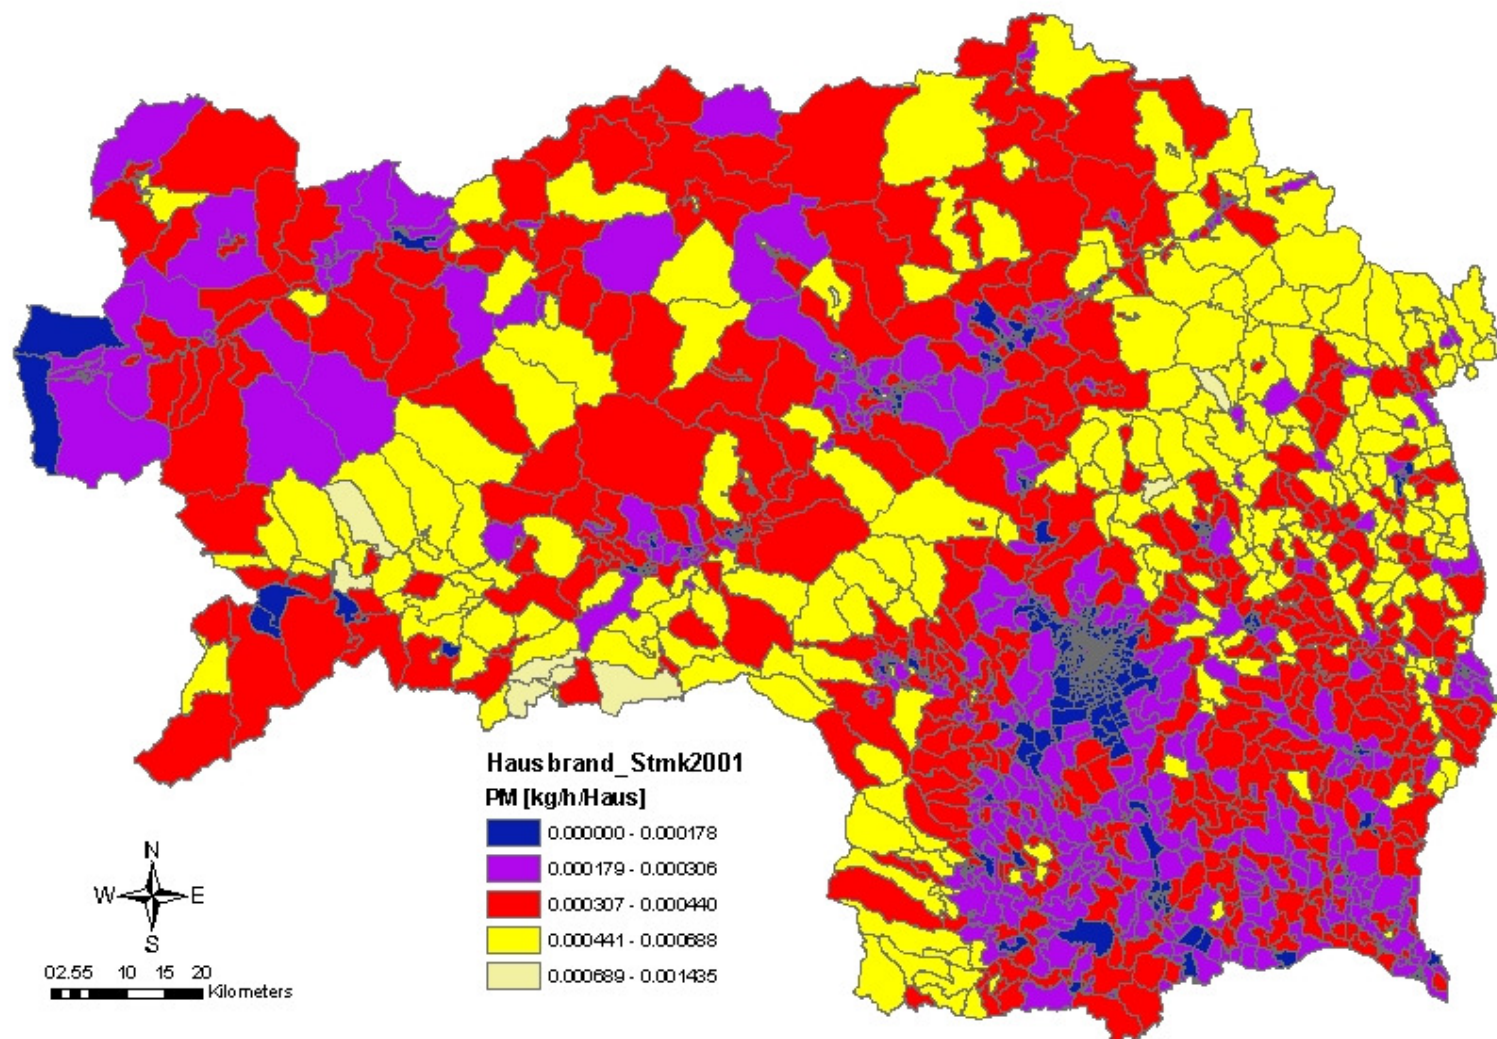 Hausbrand_Stmk2001
PM [kg/h/Haus]
0.000000 - 0.000178
0.000179 - 0.000306
0.000307 - 0.000440
0.000441 - 0.000688
0.000689 - 0.001435
N
W E
S
02.55 10 15 20
Kilometers